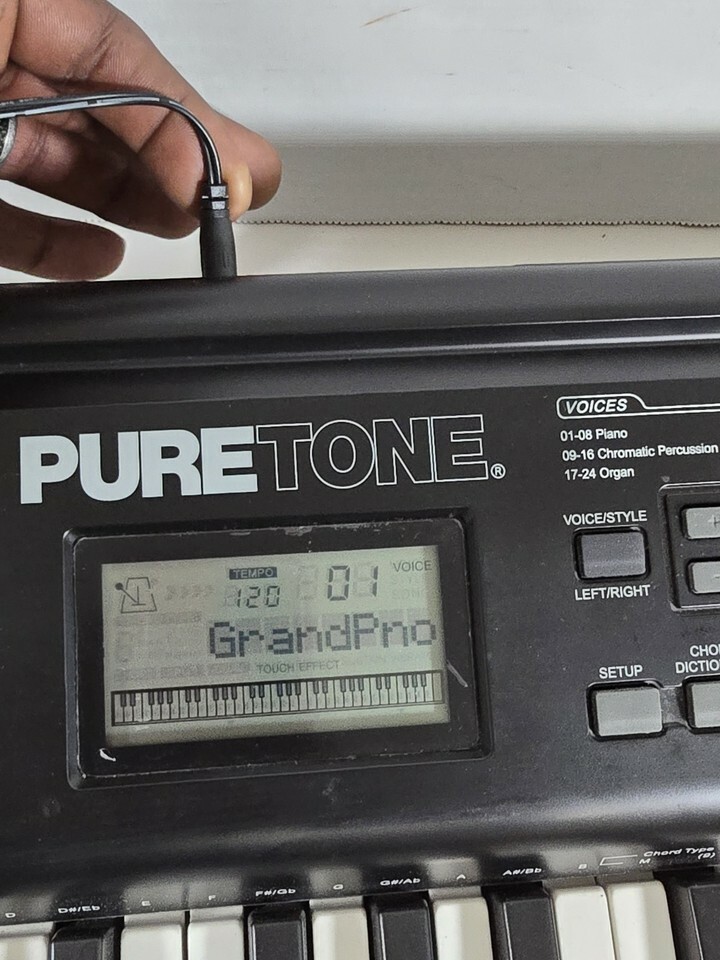 PURETONE®
VOICES
01-08 Piano
09-16 Chromatic Percussion
17-24 Organ
VOICE/STYLE
LEFT/RIGHT
TEMPO
120
01
VOICE
GrandPno
TOUCH EFFECT
SETUP
Chord Type
M
(2)
D D#/Eb E F F#/Gb G G#/Ab A A#/Bb B